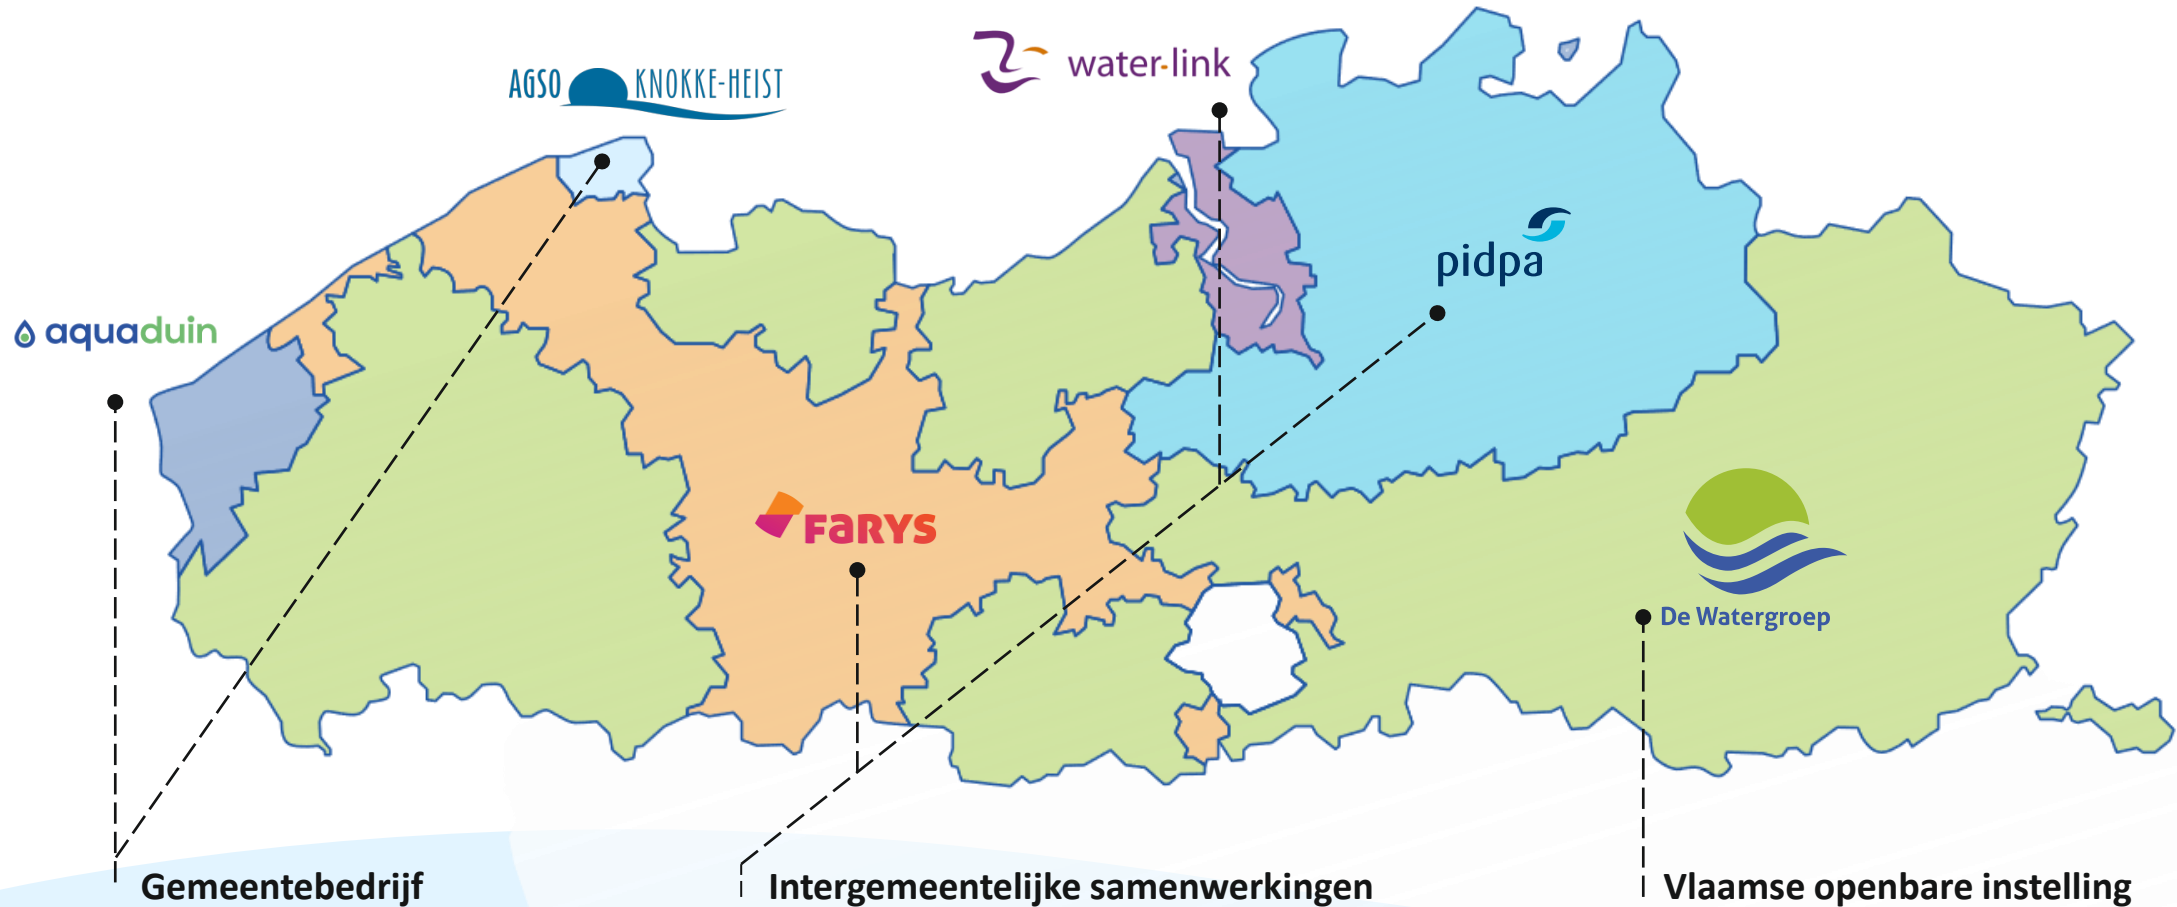 AGSO KNOKKE-HEIST
water-link
pidpa
aquaduin
FARYS
De Watergroep
Gemeentebedrijf
Intergemeentelijke samenwerkingen
Vlaamse openbare instelling